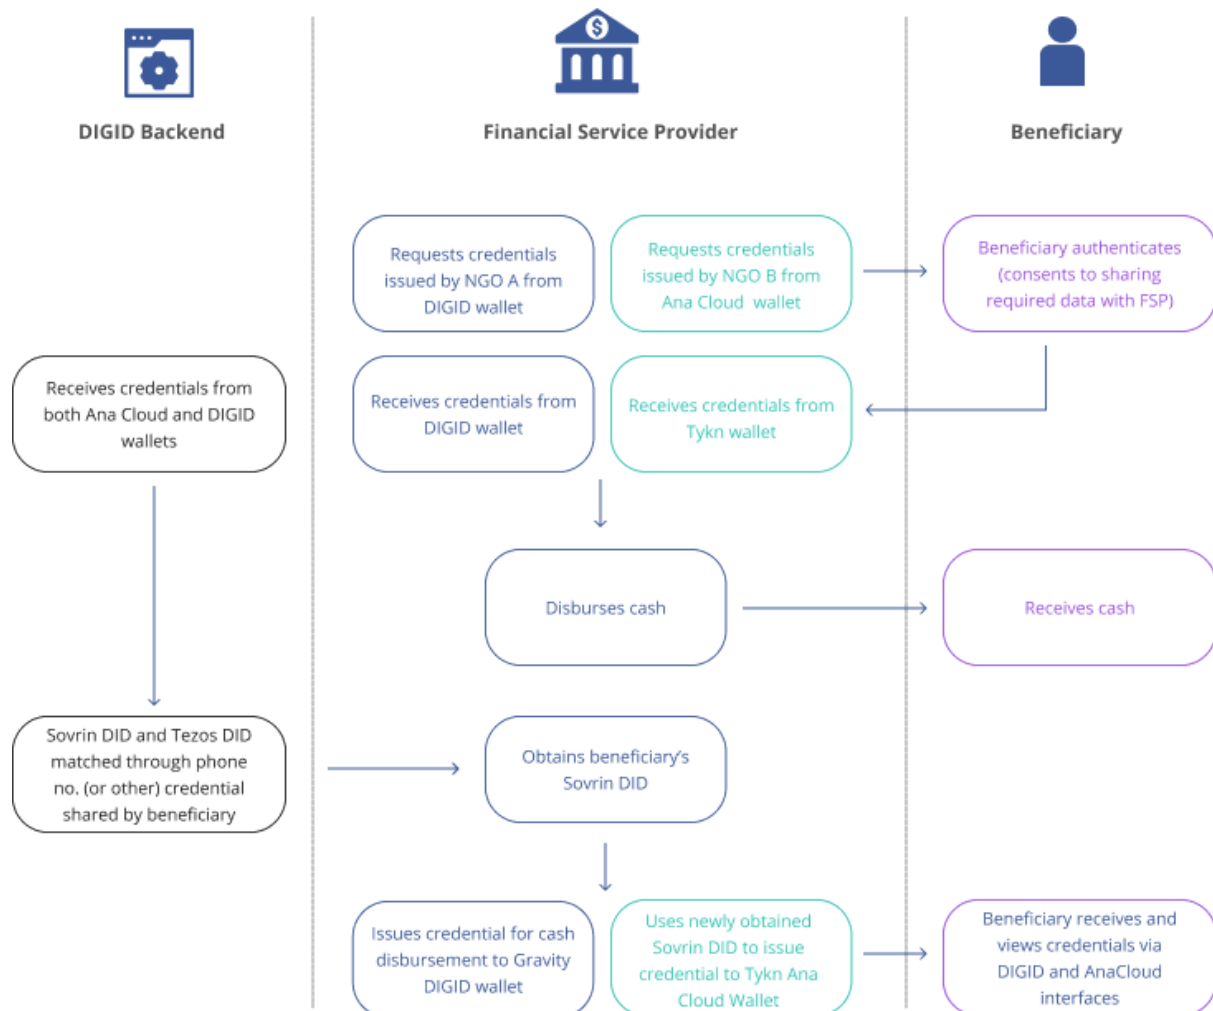 $
DIGID Backend
Financial Service Provider
Beneficiary
Requests credentials
issued by NGO A from
DIGID wallet
Requests credentials
issued by NGO B from
Ana Cloud wallet
Beneficiary authenticates
(consents to sharing
required data with FSP)
Receives credentials from
both Ana Cloud and DIGID
wallets
Receives credentials from
DIGID wallet
Receives credentials from
Tykn wallet
Disburses cash
Receives cash
Sovrin DID and Tezos DID
matched through phone
no. (or other) credential
shared by beneficiary
Obtains beneficiary’s
Sovrin DID
Issues credential for cash
disbursement to Gravity
DIGID wallet
Uses newly obtained
Sovrin DID to issue
credential to Tykn Ana
Cloud Wallet
Beneficiary receives and
views credentials via
DIGID and AnaCloud
interfaces